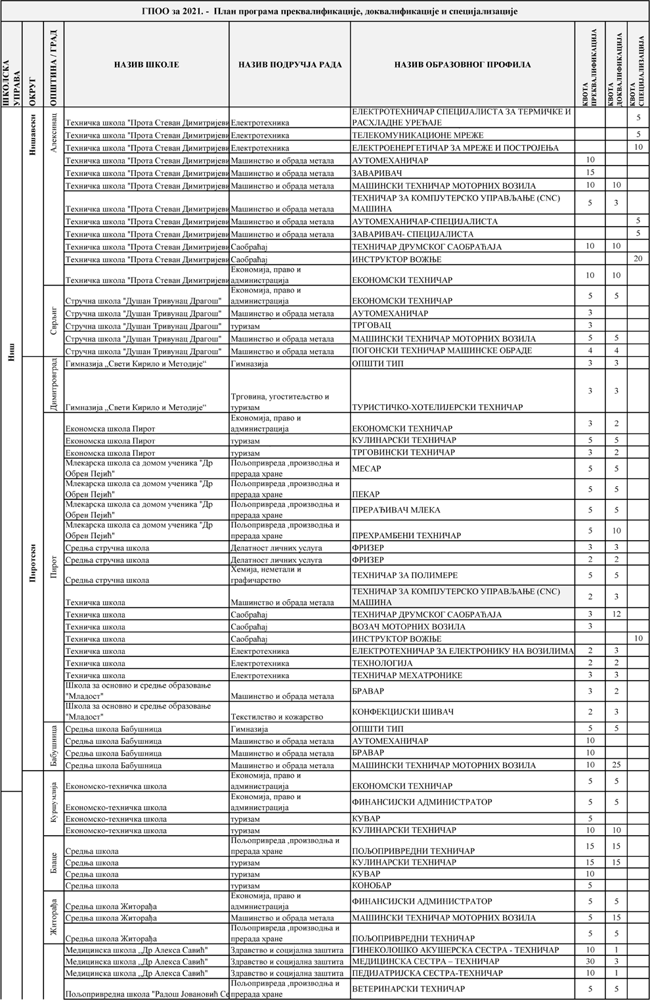 ГПОО за 2021. - План програма преквалификације, доквалификације и специјализације
ШКОЛСКА УПРАВА ОКРУГ ОПШТИНА / ГРАД НАЗИВ ШКОЛЕ НАЗИВ ПОДРУЧЈА РАДА НАЗИВ ОБРАЗОВНОГ ПРОФИЛА КВОТА ПРЕКВАЛИФИКАЦИЈА КВОТА ДОКВАЛИФИКАЦИЈА КВОТА СПЕЦИЈАЛИЗАЦИЈА
Ниш
Нишавски
Алексинац
Техничка школа "Прота Стеван Димитријеви Електротехника ЕЛЕКТРОТЕХНИЧАР СПЕЦИЈАЛИСТА ЗА ТЕРМИЧКЕ И РАСХЛАДНЕ УРЕЂАЈЕ 5
Техничка школа "Прота Стеван Димитријеви Електротехника ТЕЛЕКОМУНИКАЦИОНЕ МРЕЖЕ 5
Техничка школа "Прота Стеван Димитријеви Електротехника ЕЛЕКТРОЕНЕРГЕТИЧАР ЗА МРЕЖЕ И ПОСТРОЈЕЊА 10
Техничка школа "Прота Стеван Димитријеви Машинство и обрада метала АУТОМЕХАНИЧАР 10
Техничка школа "Прота Стеван Димитријеви Машинство и обрада метала ЗАВАРИВАЧ 15
Техничка школа "Прота Стеван Димитријеви Машинство и обрада метала МАШИНСКИ ТЕХНИЧАР МОТОРНИХ ВОЗИЛА 10 10
Техничка школа "Прота Стеван Димитријеви Машинство и обрада метала ТЕХНИЧАР ЗА КОМПЈУТЕРСКО УПРАВЉАЊЕ (CNC) МАШИНА 5 3
Техничка школа "Прота Стеван Димитријеви Машинство и обрада метала АУТОМЕХАНИЧАР-СПЕЦИЈАЛИСТА 5
Техничка школа "Прота Стеван Димитријеви Машинство и обрада метала ЗАВАРИВАЧ- СПЕЦИЈАЛИСТА 5
Техничка школа "Прота Стеван Димитријеви Саобраћај ТЕХНИЧАР ДРУМСКОГ САОБРАЋАЈА 10 10
Техничка школа "Прота Стеван Димитријеви Саобраћај ИНСТРУКТОР ВОЖЊЕ 20
Техничка школа "Прота Стеван Димитријеви Економија, право и администрација ЕКОНОМСКИ ТЕХНИЧАР 10 10
Сврљиг
Стручна школа "Душан Тривунац Драгош" Економија, право и администрација ЕКОНОМСКИ ТЕХНИЧАР 5 5
Стручна школа "Душан Тривунац Драгош" Машинство и обрада метала АУТОМЕХАНИЧАР 3
Стручна школа "Душан Тривунац Драгош" туризам ТРГОВАЦ 3
Стручна школа "Душан Тривунац Драгош" Машинство и обрада метала МАШИНСКИ ТЕХНИЧАР МОТОРНИХ ВОЗИЛА 5 5
Стручна школа "Душан Тривунац Драгош" Машинство и обрада метала ПОГОНСКИ ТЕХНИЧАР МАШИНСКЕ ОБРАДЕ 4 4
Пиротски
Димитровград
Гимназија „Свети Кирило и Методије“ Гимназија ОПШТИ ТИП 3 3
Гимназија „Свети Кирило и Методије“ Трговина, угоститељство и туризам ТУРИСТИЧКО-ХОТЕЛИЈЕРСКИ ТЕХНИЧАР 3 3
Пирот
Економска школа Пирот Економија, право и администрација ЕКОНОМСКИ ТЕХНИЧАР 3 2
Економска школа Пирот туризам КУЛИНАРСКИ ТЕХНИЧАР 5 5
Економска школа Пирот туризам ТРГОВИНСКИ ТЕХНИЧАР 3 2
Млекарска школа са домом ученика "Др Обрен Пејић" Пољопривреда ,производња и прерада хране МЕСАР 5 5
Млекарска школа са домом ученика "Др Обрен Пејић" Пољопривреда ,производња и прерада хране ПЕКАР 5 5
Млекарска школа са домом ученика "Др Обрен Пејић" Пољопривреда ,производња и прерада хране ПРЕРАЂИВАЧ МЛЕКА 5 5
Млекарска школа са домом ученика "Др Обрен Пејић" Пољопривреда ,производња и прерада хране ПРЕХРАМБЕНИ ТЕХНИЧАР 5 10
Средња стручна школа Делатност личних услуга ФРИЗЕР 3 3
Средња стручна школа Делатност личних услуга ФРИЗЕР 2 2
Средња стручна школа Хемија, неметали и графичарство ТЕХНИЧАР ЗА ПОЛИМЕРЕ 5 5
Техничка школа Машинство и обрада метала ТЕХНИЧАР ЗА КОМПЈУТЕРСКО УПРАВЉАЊЕ (CNC) МАШИНА 2 3
Техничка школа Саобраћај ТЕХНИЧАР ДРУМСКОГ САОБРАЋАЈА 3 12
Техничка школа Саобраћај ВОЗАЧ МОТОРНИХ ВОЗИЛА 3
Техничка школа Саобраћај ИНСТРУКТОР ВОЖЊЕ 10
Техничка школа Електротехника ЕЛЕКТРОТЕХНИЧАР ЗА ЕЛЕКТРОНИКУ НА ВОЗИЛИМА 2 3
Техничка школа Електротехника ТЕХНОЛОГИЈА 2 2
Техничка школа Електротехника ТЕХНИЧАР МЕХАТРОНИКЕ 3 3
Школа за основно и средње образовање "Младост" Машинство и обрада метала БРАВАР 3 2
Школа за основно и средње образовање "Младост" Текстилство и кожарство КОНФЕКЦИЈСКИ ШИВАЧ 2 3
Бабушница
Средња школа Бабушница Гимназија ОПШТИ ТИП 5 5
Средња школа Бабушница Машинство и обрада метала АУТОМЕХАНИЧАР 10
Средња школа Бабушница Машинство и обрада метала БРАВАР 10
Средња школа Бабушница Машинство и обрада метала МАШИНСКИ ТЕХНИЧАР МОТОРНИХ ВОЗИЛА 10 25
Куршумлија
Економско-техничка школа Економија, право и администрација ЕКОНОМСКИ ТЕХНИЧАР 5 5
Економско-техничка школа Економија, право и администрација ФИНАНСИЈСКИ АДМИНИСТРАТОР 5 5
Економско-техничка школа туризам КУВАР 5
Економско-техничка школа туризам КУЛИНАРСКИ ТЕХНИЧАР 10 10
Блаце
Средња школа Пољопривреда ,производња и прерада хране ПОЉОПРИВРЕДНИ ТЕХНИЧАР 15 15
Средња школа туризам КУЛИНАРСКИ ТЕХНИЧАР 15 15
Средња школа туризам КУВАР 10
Средња школа туризам КОНОБАР 5
Житорађа
Средња школа Житорађа Економија, право и администрација ФИНАНСИЈСКИ АДМИНИСТРАТОР 5 5
Средња школа Житорађа Машинство и обрада метала МАШИНСКИ ТЕХНИЧАР МОТОРНИХ ВОЗИЛА 5 15
Средња школа Житорађа Пољопривреда ,производња и прерада хране ПОЉОПРИВРЕДНИ ТЕХНИЧАР 5 5
Медицинска школа „Др Алекса Савић" Здравство и социјална заштита ГИНЕКОЛОШКО АКУШЕРСКА СЕСТРА - ТЕХНИЧАР 10 1
Медицинска школа „Др Алекса Савић" Здравство и социјална заштита МЕДИЦИНСКА СЕСТРА – ТЕХНИЧАР 30 3
Медицинска школа „Др Алекса Савић" Здравство и социјална заштита ПЕДИЈАТРИЈСКА СЕСТРА-ТЕХНИЧАР 10 1
Пољопривредна школа "Радош Јовановић Се Пољопривреда ,производња и прерада хране ВЕТЕРИНАРСКИ ТЕХНИЧАР 5 5